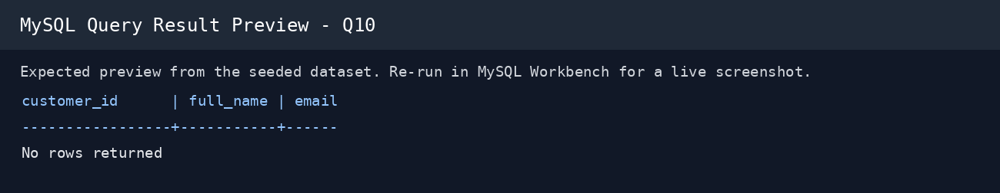 MySQL Query Result Preview - Q10
Expected preview from the seeded dataset. Re-run in MySQL Workbench for a live screenshot.
customer_id      | full_name | email
-----------------+-----------+------
No rows returned